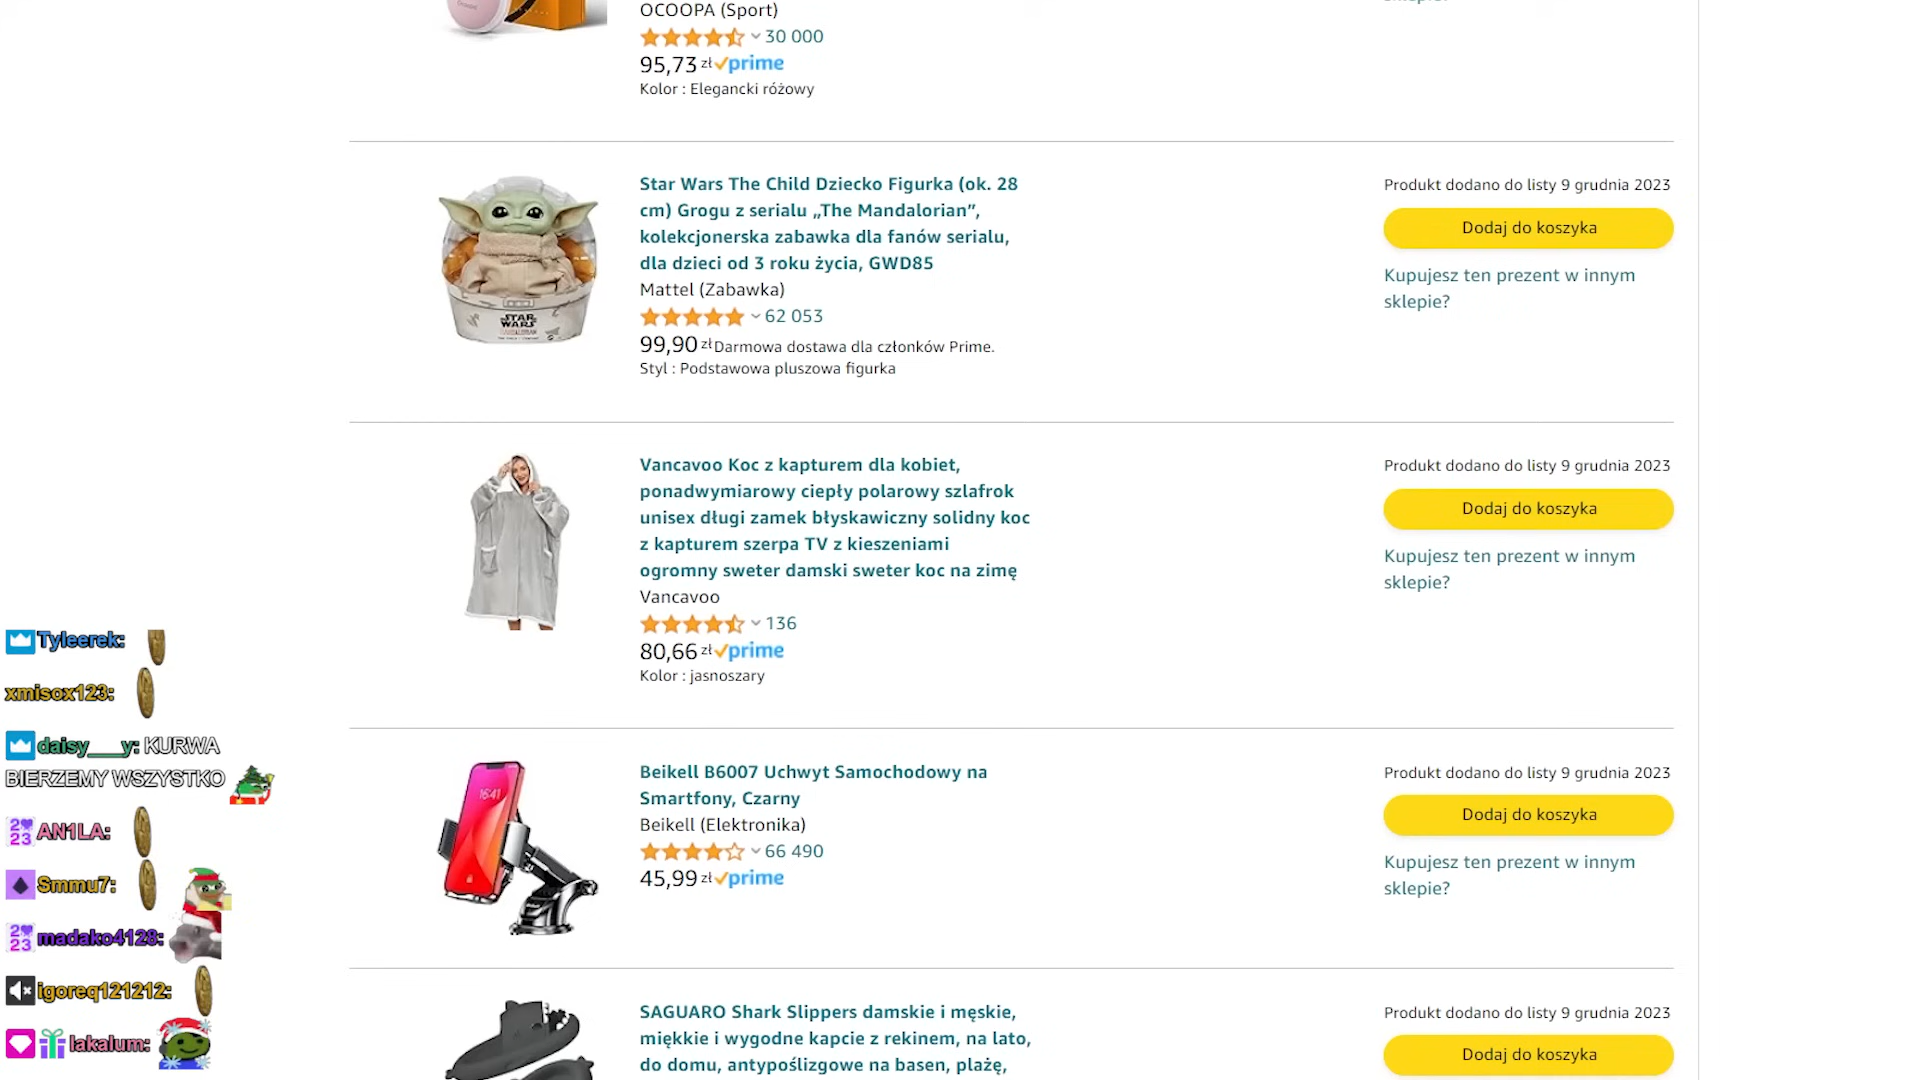 OCOOPA (Sport)
30 000
95,73 zł prime
Kolor : Elegancki różowy
Star Wars The Child Dziecko Figurka (ok. 28
cm) Grogu z serialu „The Mandalorian”,
kolekcjonerska zabawka dla fanów serialu,
dla dzieci od 3 roku życia, GWD85
Mattel (Zabawka)
62 053
99,90 zł Darmowa dostawa dla członków Prime.
Styl : Podstawowa pluszowa figurka
Produkt dodano do listy 9 grudnia 2023
Dodaj do koszyka
Kupujesz ten prezent w innym
sklepie?
STAR
WARS
Vancavoo Koc z kapturem dla kobiet,
ponadwymiarowy ciepły polarowy szlafrok
unisex długi zamek błyskawiczny solidny koc
z kapturem szerpa TV z kieszeniami
ogromny sweter damski sweter koc na zimę
Vancavoo
136
80,66 zł prime
Kolor : jasnoszary
Produkt dodano do listy 9 grudnia 2023
Dodaj do koszyka
Kupujesz ten prezent w innym
sklepie?
Beikell B6007 Uchwyt Samochodowy na
Smartfony, Czarny
Beikell (Elektronika)
66 490
45,99 zł prime
16:41
Produkt dodano do listy 9 grudnia 2023
Dodaj do koszyka
Kupujesz ten prezent w innym
sklepie?
SAGUARO Shark Slippers damskie i męskie,
miękkie i wygodne kapcie z rekinem, na lato,
do domu, antypoślizgowe na basen, plażę,
Produkt dodano do listy 9 grudnia 2023
Dodaj do koszyka
Tyleerek:
xmisox123:
daisy___y: KURWA
BIERZEMY WSZYSTKO
2023 AN1LA:
Smmu7:
2023 madako4128:
igoreq121212:
lakalum: